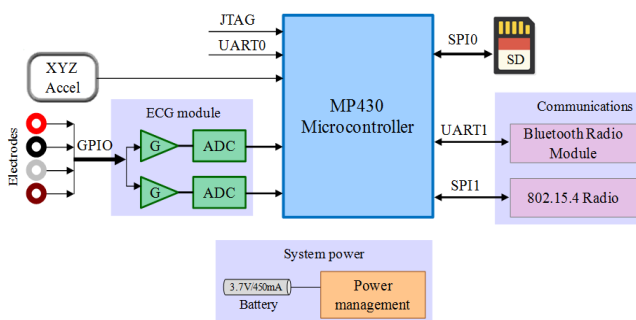 JTAG
UART0
XYZ
Accel
ECG module
Electrodes
GPIO
G
ADC
G
ADC
MP430
Microcontroller
SPI0
SD
Communications
UART1
Bluetooth Radio
Module
SPI1
802.15.4 Radio
System power
3.7V/450mA
Battery
Power
management